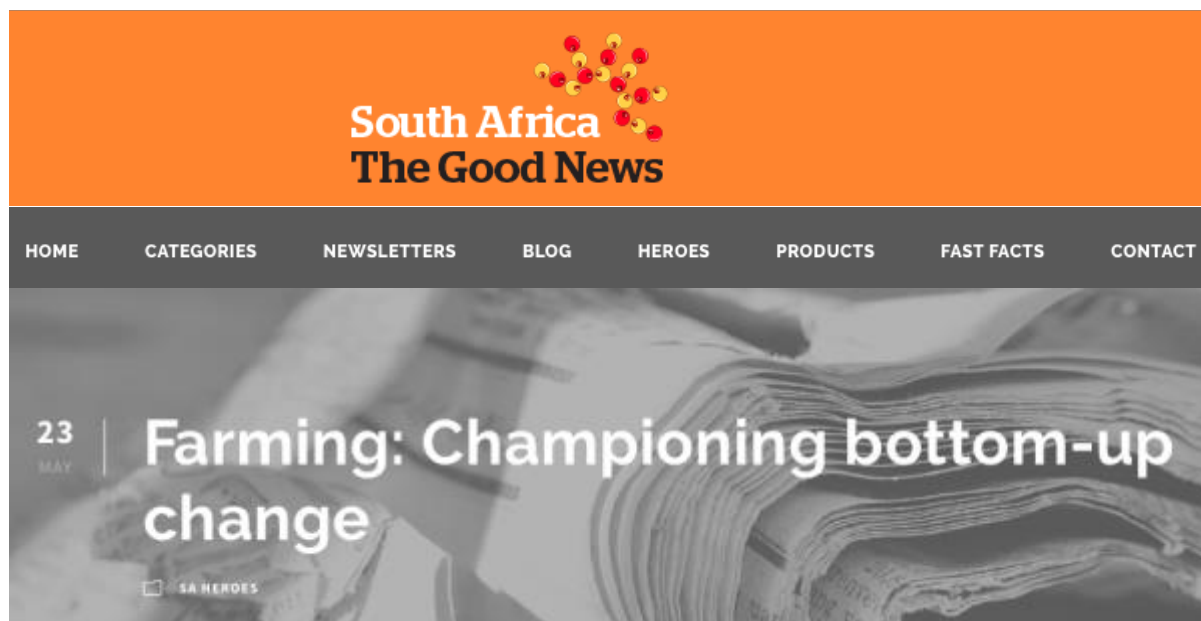 South Africa
The Good News
HOME CATEGORIES NEWSLETTERS BLOG HEROES PRODUCTS FAST FACTS CONTACT
23
MAY
Farming: Championing bottom-up
change
SA HEROES